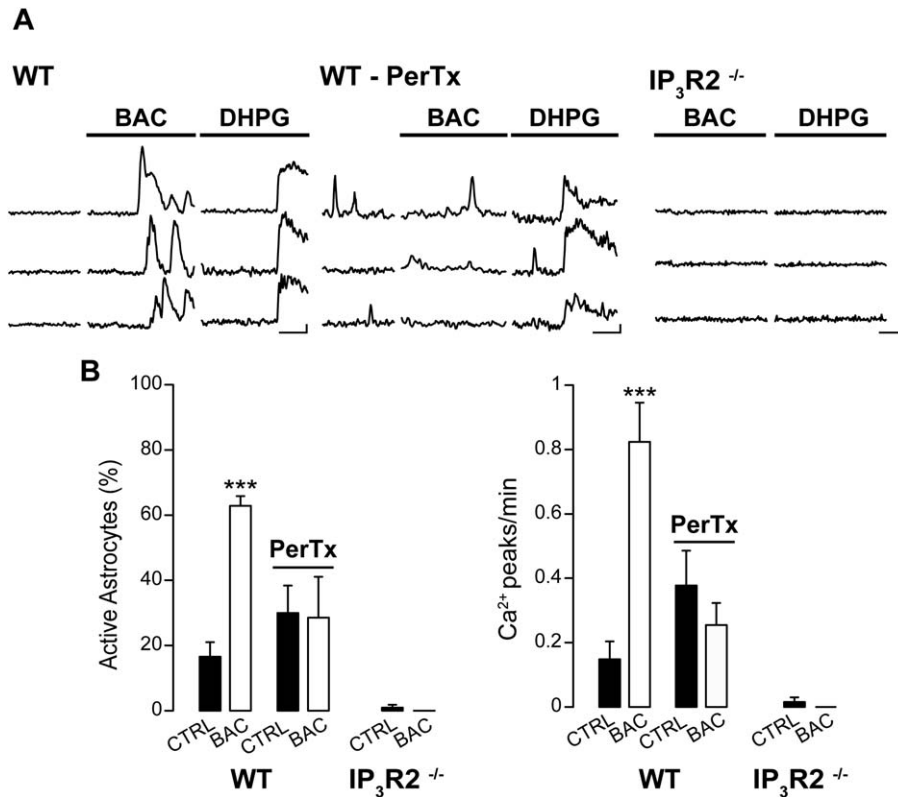 A
WT WT - PerTx IP₃R2 -/-
BAC DHPG BAC DHPG BAC DHPG
B
Active Astrocytes (%)
100
80
60
40
20
0
***
PerTx
CTRL BAC CTRL BAC CTRL BAC
WT IP₃R2 -/-
Ca²⁺ peaks/min
1
0.8
0.6
0.4
0.2
0
***
PerTx
CTRL BAC CTRL BAC CTRL BAC
WT IP₃R2 -/-